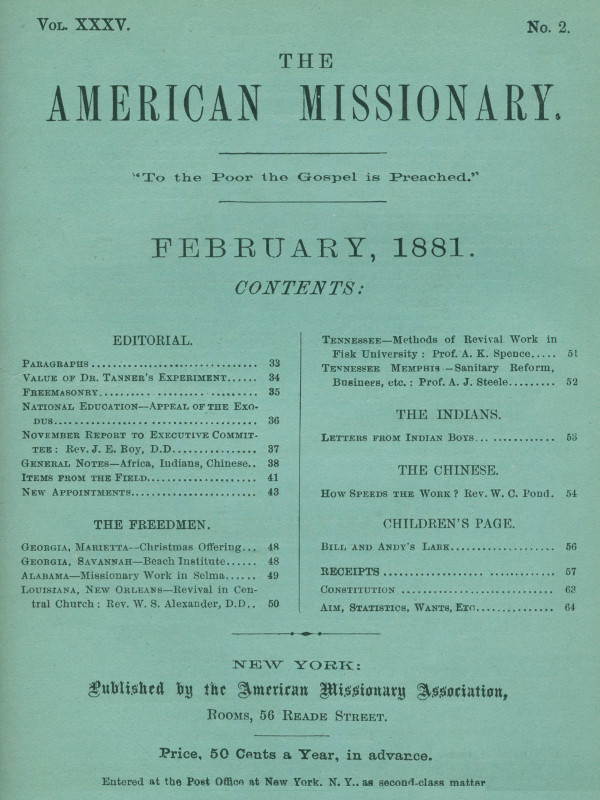 Vol. XXXV.
No. 2.
THE
AMERICAN MISSIONARY.
"To the Poor the Gospel is Preached."
FEBRUARY, 1881.
CONTENTS:
EDITORIAL.
Paragraphs 33
Value of Dr. Tanner's Experiment 34
Freemasonry 35
National Education—Appeal of the Exo-
dus 36
November Report to Executive Commit-
tee: Rev. J. E. Roy, D.D. 37
General Notes—Africa, Indians, Chinese 38
Items from the Field 41
New Appointments 43
THE FREEDMEN.
Georgia, Marietta—Christmas Offering 48
Georgia, Savannah—Beach Institute 48
Alabama—Missionary Work in Selma 49
Louisiana, New Orleans—Revival in Cen-
tral Church: Rev. W. S. Alexander, D.D. 50
Tennessee—Methods of Revival Work in
Fisk University: Prof. A. K. Spence 51
Tennessee Memphis—Sanitary Reform,
Business, etc.: Prof. A. J. Steele 52
THE INDIANS.
Letters from Indian Boys 53
THE CHINESE.
How Speeds the Work? Rev. W. C. Pond. 54
CHILDREN'S PAGE.
Bill and Andy's Lark 56
RECEIPTS 57
Constitution 63
Aim, Statistics, Wants, Etc. 64
NEW YORK:
Published by the American Missionary Association,
Rooms, 56 Reade Street.
Price, 50 Cents a Year, in advance.
Entered at the Post Office at New York, N. Y., as second-class matter